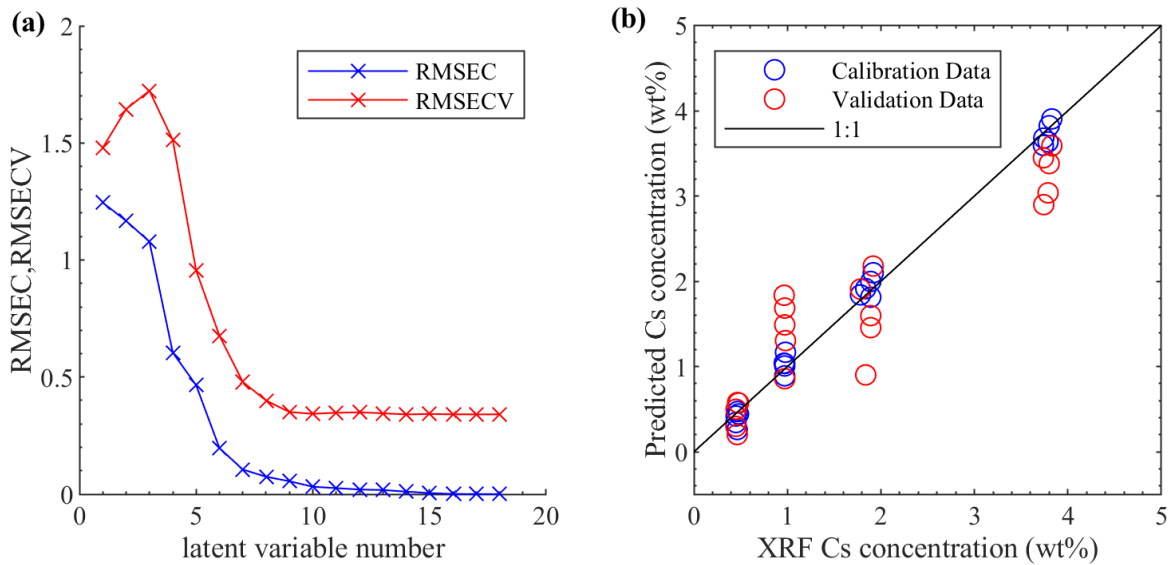 (a)
2
1.5
1
0.5
0
0
5
10
15
20
RMSEC,RMSECV
latent variable number
RMSEC
RMSECV
(b)
5
4
3
2
1
0
0
1
2
3
4
5
Predicted Cs concentration (wt%)
XRF Cs concentration (wt%)
Calibration Data
Validation Data
1:1